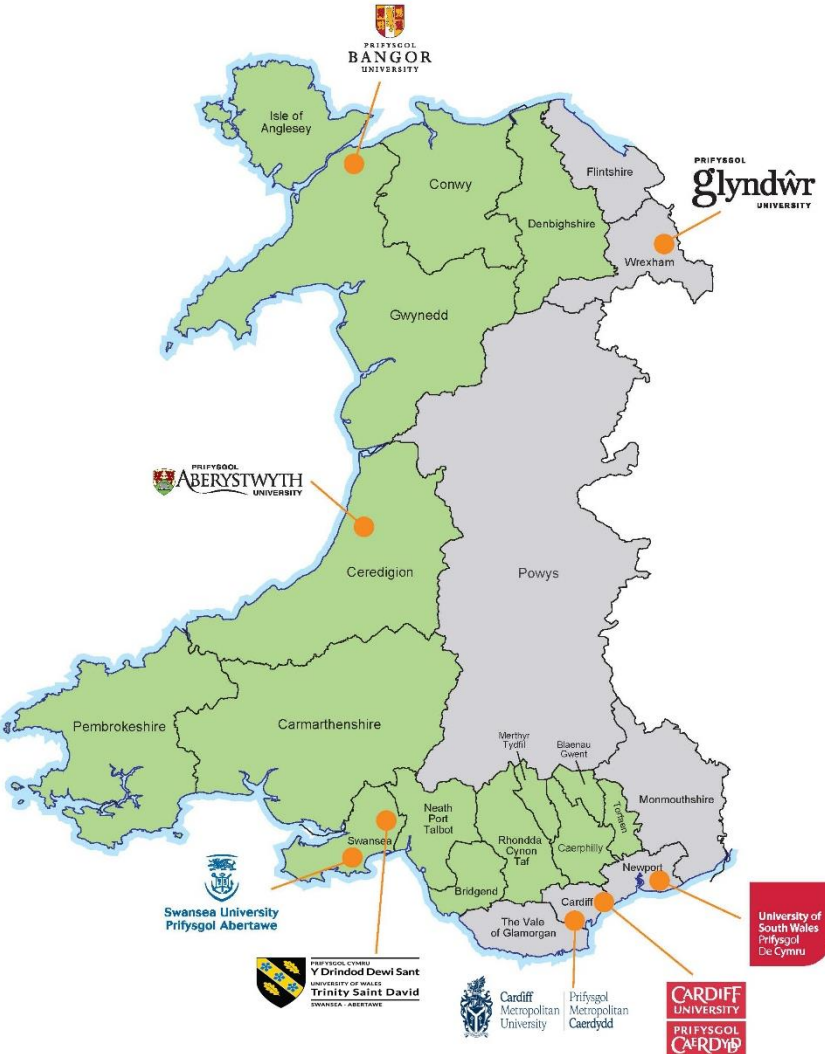 PRIFYSGOL
BANGOR
UNIVERSITY
Isle of
Anglesey
Conwy
Flintshire
Denbighshire
PRIFYSGOL
glyndŵr
UNIVERSITY
Wrexham
Gwynedd
PRIFYSGOL
ABERYSTWYTH
UNIVERSITY
Ceredigion
Powys
Pembrokeshire
Carmarthenshire
Merthyr
Tydfil
Blaenau
Gwent
Torfaen
Monmouthshire
Neath
Port
Talbot
Swansea
Rhondda
Cynon
Taf
Caerphilly
Newport
Bridgend
Cardiff
The Vale
of Glamorgan
Swansea University
Prifysgol Abertawe
PRIFYSGOL CYMRU
Y Drindod Dewi Sant
UNIVERSITY OF WALES
Trinity Saint David
SWANSEA - ABERTAWE
Cardiff
Metropolitan
University
Prifysgol
Metropolitan
Caerdydd
University of
South Wales
Prifysgol
De Cymru
CARDIFF
UNIVERSITY
PRIFYSGOL
CAERDYDD